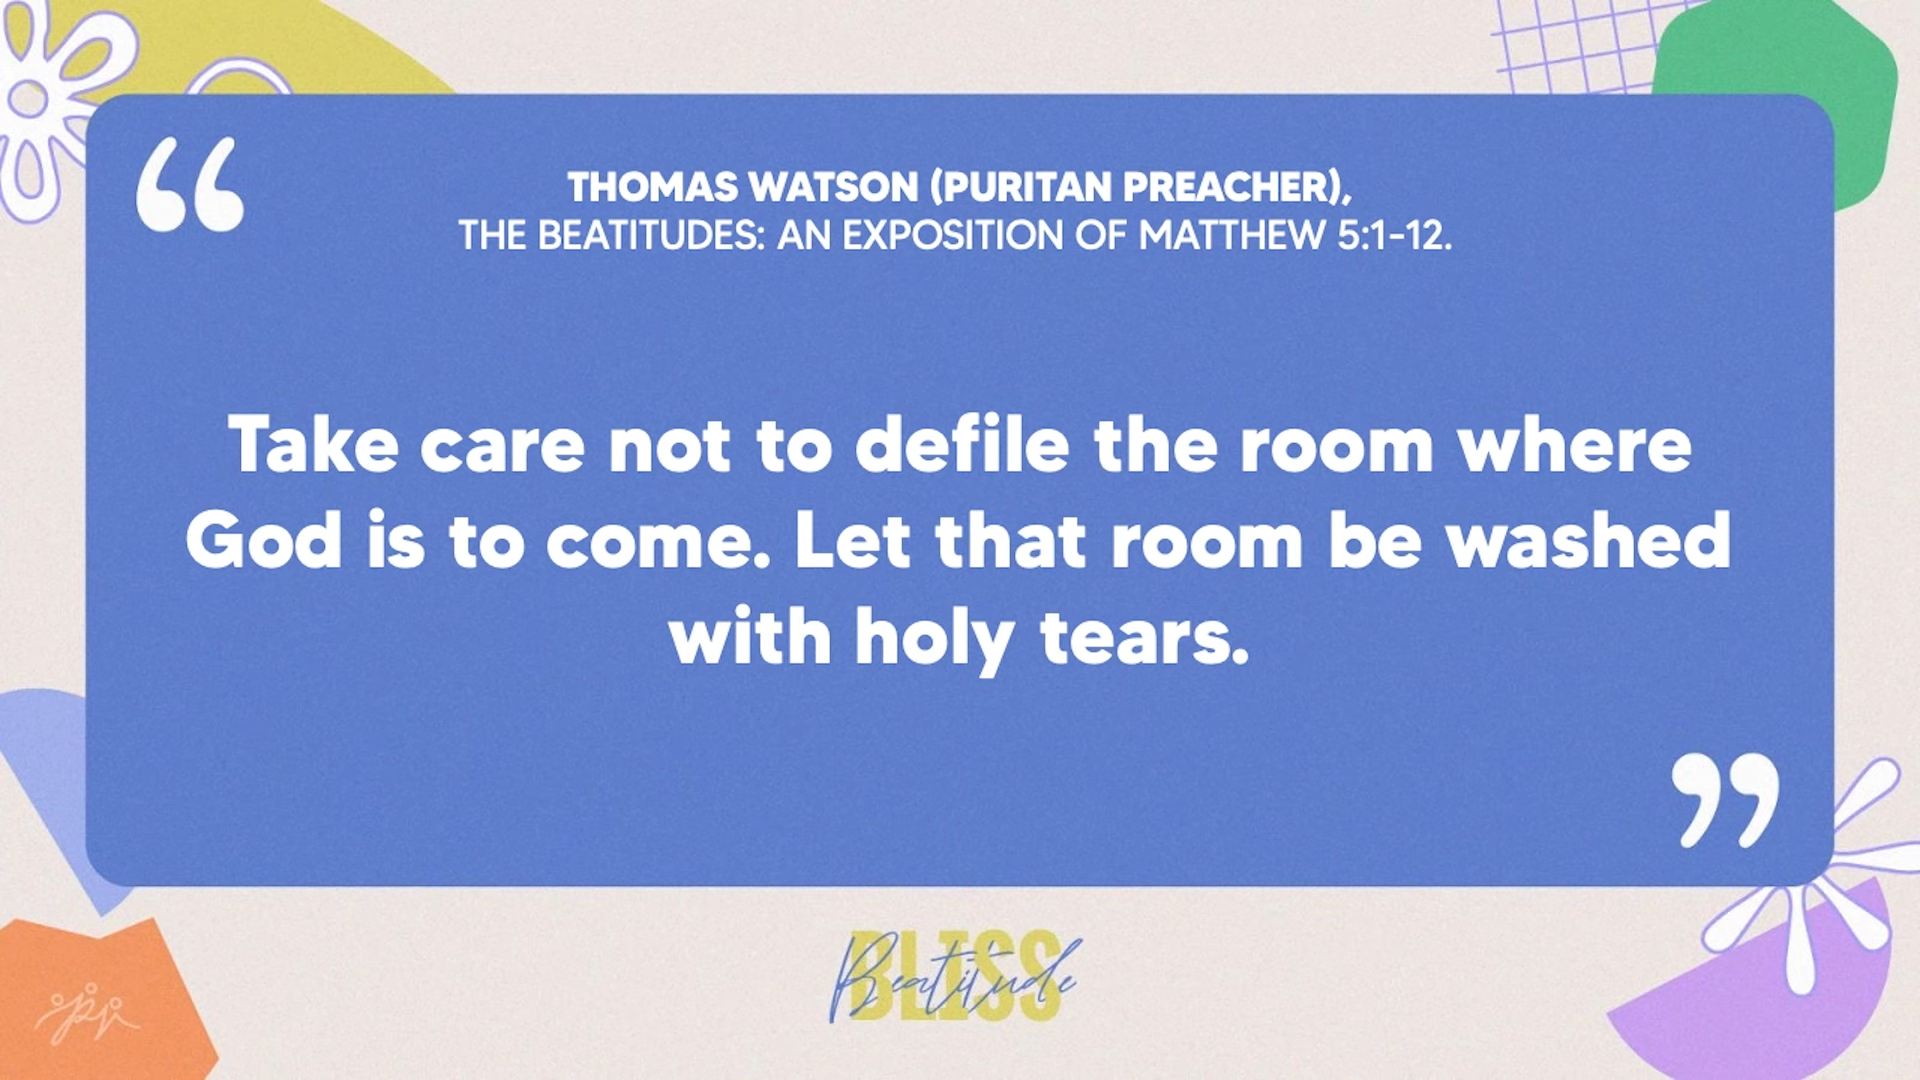 “
THOMAS WATSON (PURITAN PREACHER),
THE BEATITUDES: AN EXPOSITION OF MATTHEW 5:1-12.
Take care not to defile the room where
God is to come. Let that room be washed
with holy tears.
”
BLISS
Beatitude